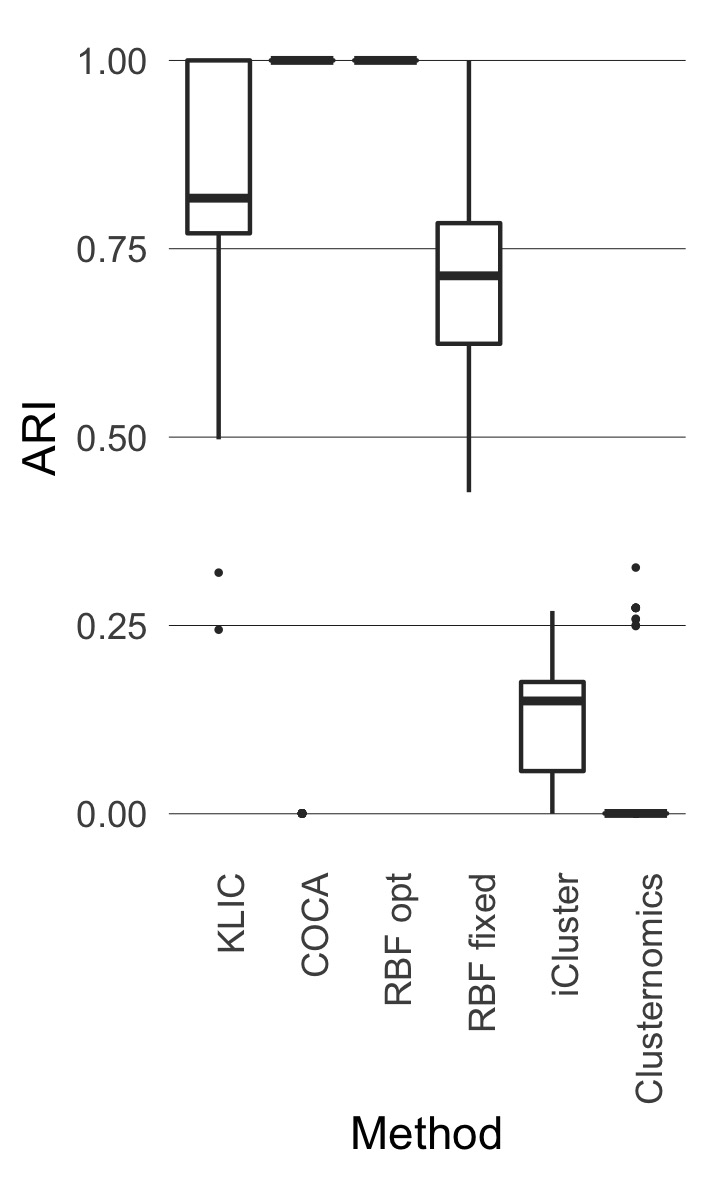 1.00
0.75
0.50
0.25
0.00
ARI
KLIC
COCA
RBF opt
RBF fixed
iCluster
Clusternomics
Method